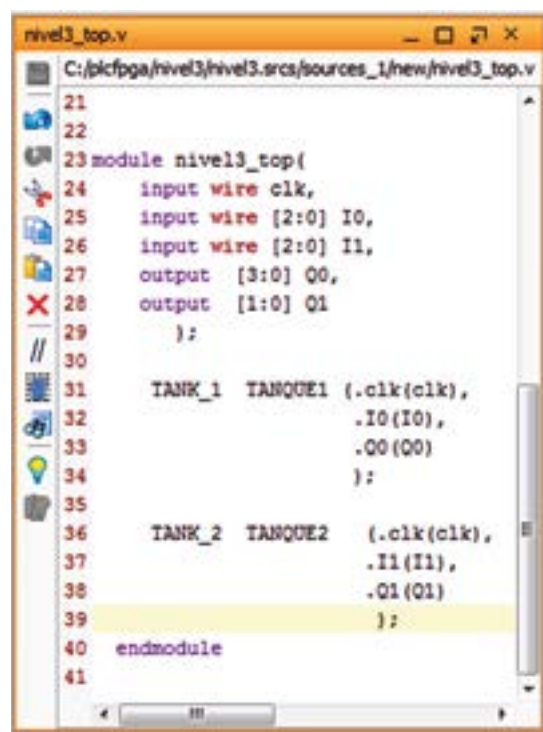 nivel3_top.v
C:/plcfpga/nivel3/nivel3.srcs/sources_1/new/nivel3_top.v
21
22
23 module nivel3_top(
24 input wire clk,
25 input wire [2:0] I0,
26 input wire [2:0] I1,
27 output [3:0] Q0,
28 output [1:0] Q1
29 );
30
31 TANK_1 TANQUE1 (.clk(clk),
32 .I0(I0),
33 .Q0(Q0)
34 );
35
36 TANK_2 TANQUE2 (.clk(clk),
37 .I1(I1),
38 .Q1(Q1)
39 );
40 endmodule
41